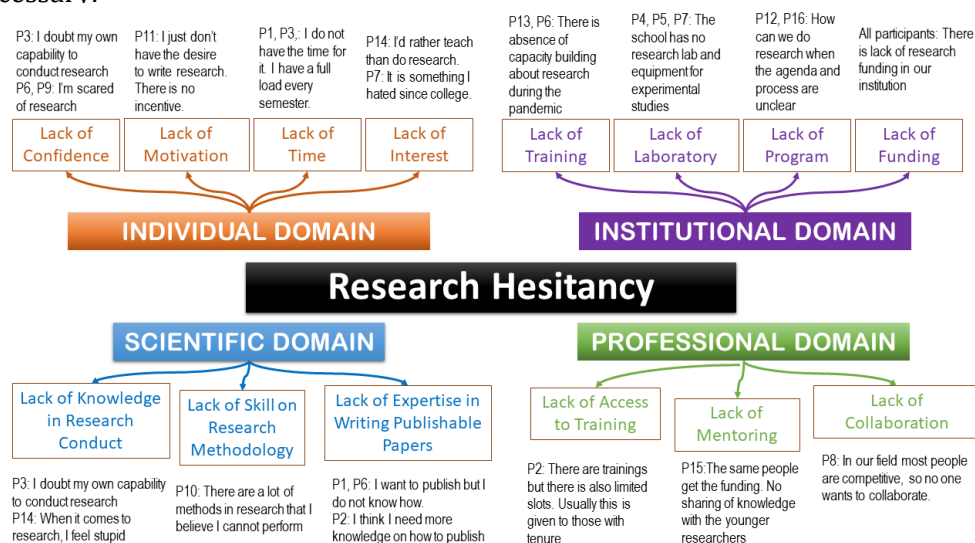 cessary.
P3: I doubt my own
capability to
conduct research
P6, P9: I'm scared
of research
P11: I just don't
have the desire
to write research.
There is no
incentive.
P1, P3,: I do not
have the time for
it. I have a full
load every
semester.
P14: I'd rather teach
than do research.
P7: It is something I
hated since college.
P13, P6: There is
absence of
capacity building
about research
during the
pandemic
P4, P5, P7: The
school has no
research lab and
equipment for
experimental
studies
P12, P16: How
can we do
research when
the agenda and
process are
unclear
All participants: There
is lack of research
funding in our
institution
Lack of
Confidence
Lack of
Motivation
Lack of
Time
Lack of
Interest
Lack of
Training
Lack of
Laboratory
Lack of
Program
Lack of
Funding
INDIVIDUAL DOMAIN
INSTITUTIONAL DOMAIN
Research Hesitancy
SCIENTIFIC DOMAIN
PROFESSIONAL DOMAIN
Lack of Knowledge
in Research
Conduct
Lack of Skill on
Research
Methodology
Lack of Expertise in
Writing Publishable
Papers
Lack of Access
to Training
Lack of
Mentoring
Lack of
Collaboration
P3: I doubt my own capability
to conduct research
P14: When it comes to
research, I feel stupid
P10: There are a lot of
methods in research that I
believe I cannot perform
P1, P6: I want to publish but I
do not know how.
P2: I think I need more
knowledge on how to publish
P2: There are trainings
but there is also limited
slots. Usually this is
given to those with
tenure
P15:The same people
get the funding. No
sharing of knowledge
with the younger
researchers
P8: In our field most people
are competitive, so no one
wants to collaborate.